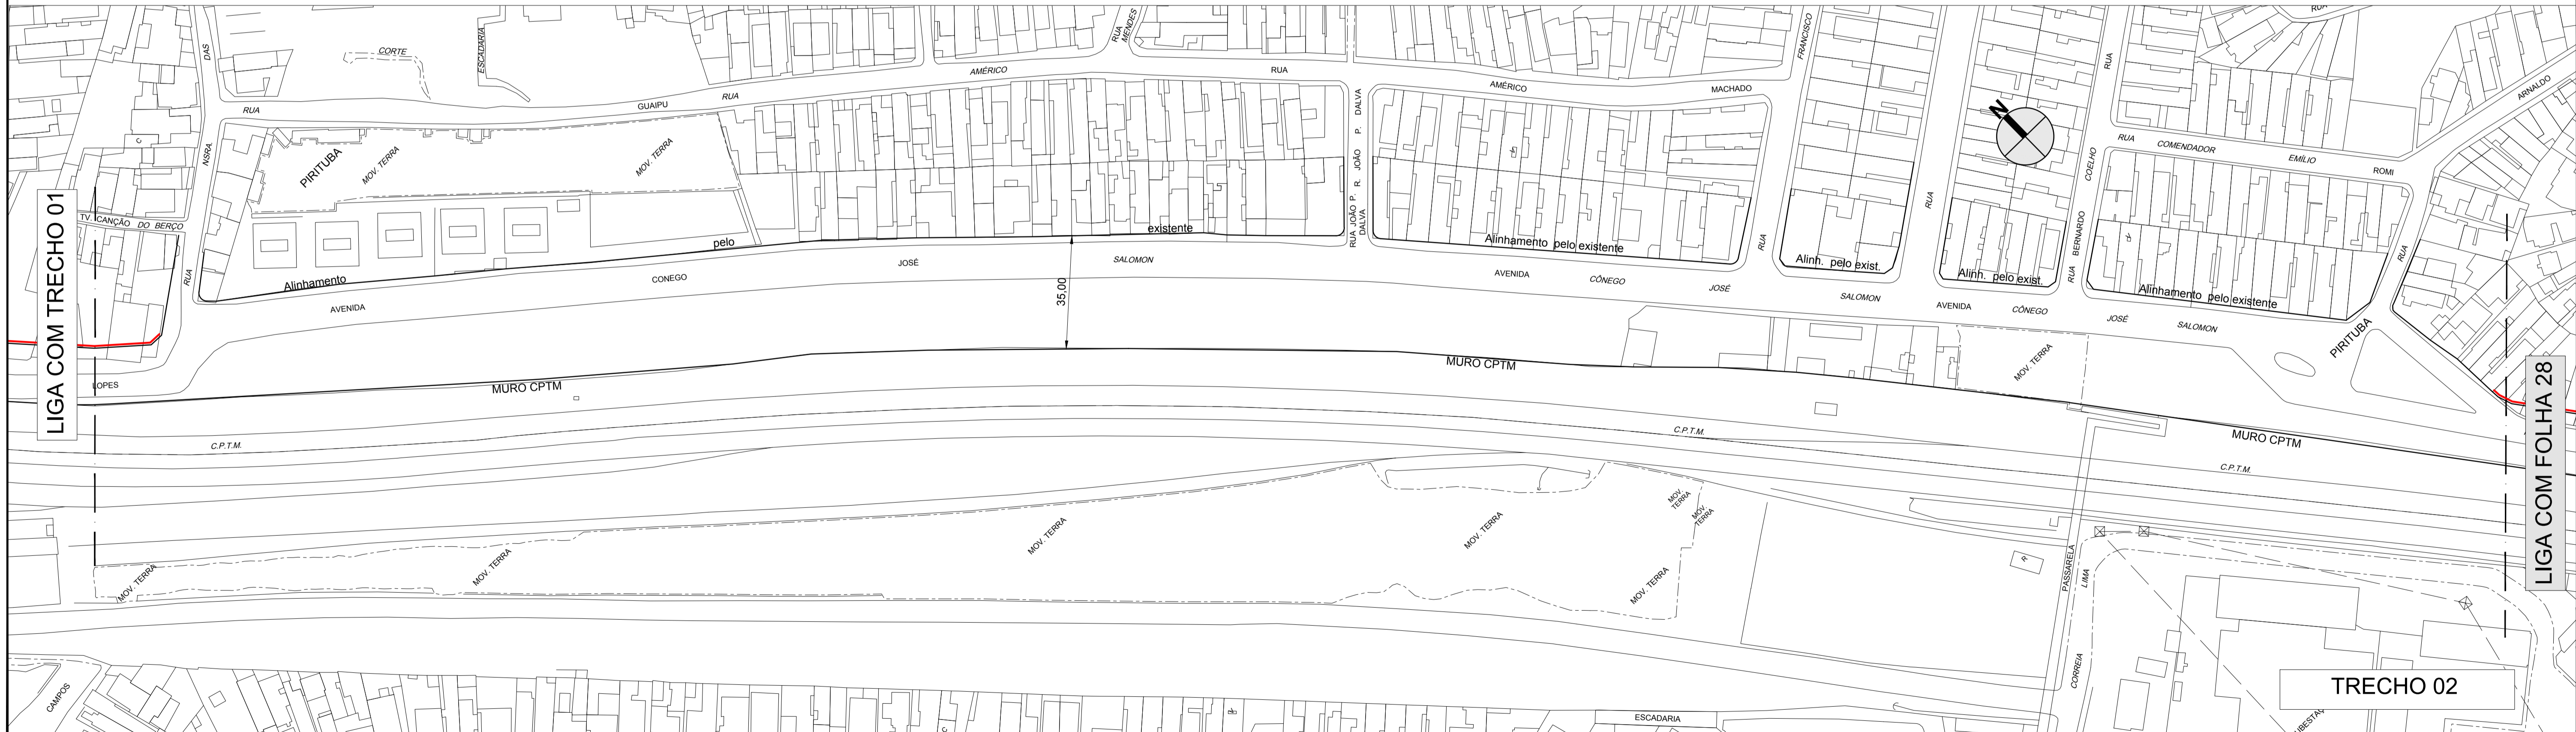 DAS
CORTE
ESCADARIA
RUA
MENDES
AMÉRICO
RUA
FRANCISCO
RUA
RUA
RUA
GUAIPU
RUA
AMÉRICO
MACHADO
ARNALDO
N
RUA
COMENDADOR
EMÍLIO
ROMI
NSRA.
C
PIRITUBA
MOV. TERRA
MOV. TERRA
RUA JOÃO P. R. JOÃO P. DALVA
DALVA
COELHO
RUA
BERNARDO
RUA
LIGA COM TRECHO 01
TV. CANÇÃO DO BERÇO
RUA
Alinhamento
pelo
existente
Alinhamento pelo existente
RUA
Alinh. pelo exist.
Alinh. pelo exist.
RUA
Alinhamento pelo existente
AVENIDA
CONEGO
JOSÉ
SALOMON
AVENIDA
CÔNEGO
JOSÉ
SALOMON
AVENIDA
CÔNEGO
JOSÉ
SALOMON
PIRITUBA
35,00
LOPES
MURO CPTM
MURO CPTM
MOV. TERRA
MURO CPTM
C.P.T.M.
C.P.T.M.
C.P.T.M.
LIGA COM FOLHA 28
MOV. TERRA
MOV. TERRA
MOV. TERRA
MOV. TERRA
MOV.
TERRA
MOV.
TERRA
MOV. TERRA
R
PASSARELA
LIMA
CORREIA
CAMPOS
C
ESCADARIA
TRECHO 02